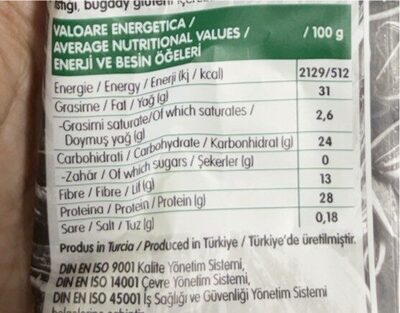 buğday gluteni
VALOARE ENERGETICA /
AVERAGE NUTRITIONAL VALUES / / 100 g
ENERJİ VE BESİN ÖĞELERİ
Energie / Energy / Enerji (kj / kcal) 2129/512
Grasime / Fat / Yağ (g) 31
-Grasimi saturate/Of which saturates / 2,6
Doymuş yağ (g)
Carbohidrati / Carbohydrate / Karbonhidrat (g) 24
-Zahăr / Of which sugars / Şekerler (g) 0
Fibre / Fibre / Lif (g) 13
Proteina / Protein / Protein (g) 28
Sare / Salt / Tuz (g) 0,18
Produs in Turcia / Produced in Türkiye / Türkiye'de üretilmiştir.
DIN EN ISO 9001 Kalite Yönetim Sistemi,
DIN EN ISO 14001 Çevre Yönetim Sistemi,
DIN EN ISO 45001 İş Sağlığı ve Güvenliği Yönetim Sistemi